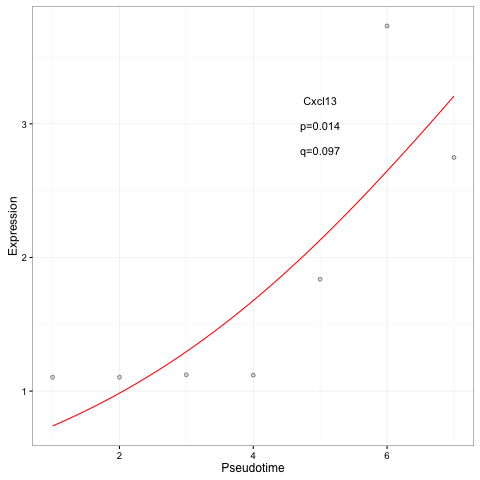 Cxcl13
p=0.014
q=0.097
3
2
1
Expression
2 4 6
Pseudotime